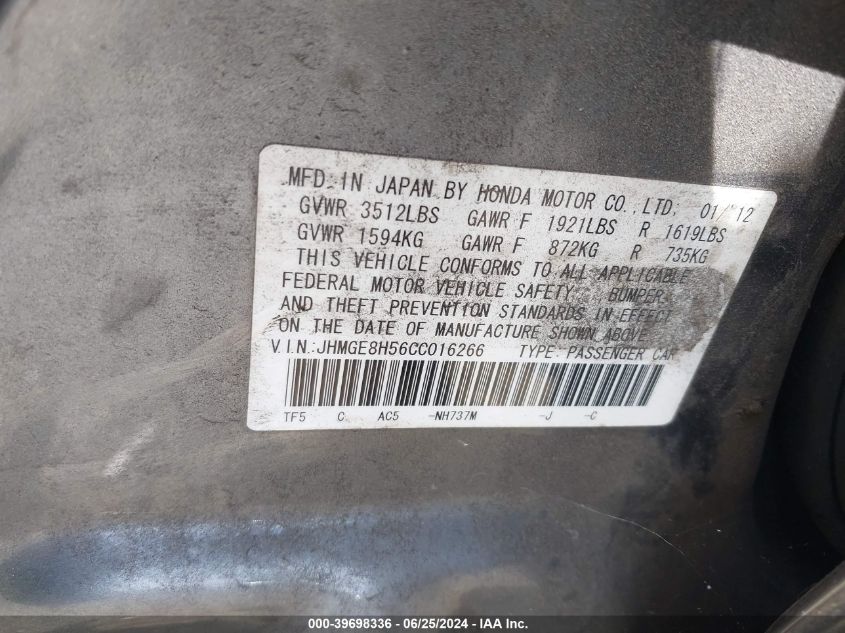 MFD. IN JAPAN BY HONDA MOTOR CO., LTD. 01/'12
GVWR 3512LBS GAWR F 1921LBS R 1619LBS
GVWR 1594KG GAWR F 872KG R 735KG
THIS VEHICLE CONFORMS TO ALL APPLICABLE
FEDERAL MOTOR VEHICLE SAFETY, BUMPER,
AND THEFT PREVENTION STANDARDS IN EFFECT
ON THE DATE OF MANUFACTURE SHOWN ABOVE
V.I.N.:JHMGE8H56CC016266 TYPE: PASSENGER CAR
TF5 C AC5 -NH737M -J -C
000-39698336 - 06/25/2024 - IAA Inc.